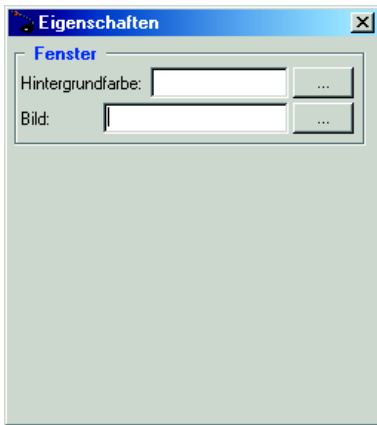 Eigenschaften
Fenster
Hintergrundfarbe: ...
Bild: ...